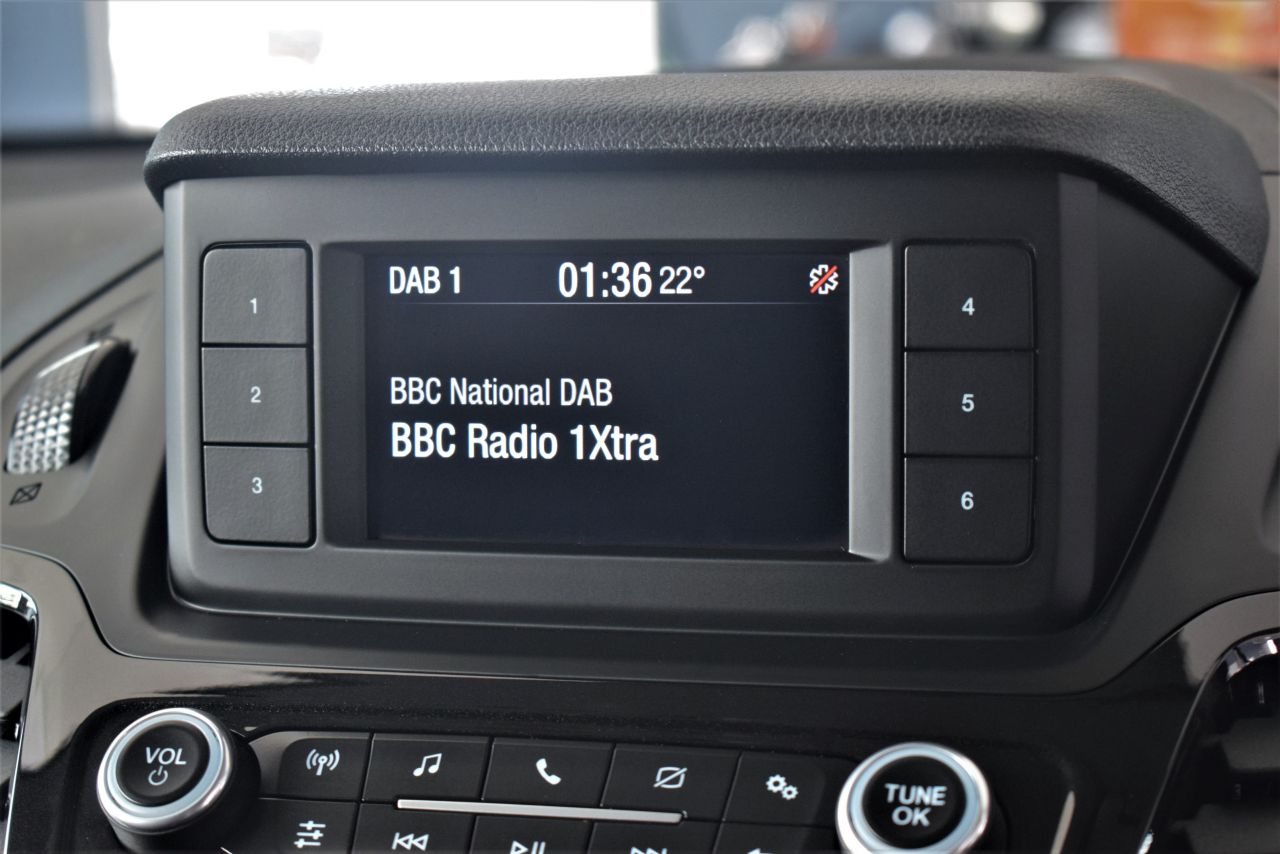 DAB 1 01:36 22°
BBC National DAB
BBC Radio 1Xtra
1
2
3
4
5
6
VOL
TUNE
OK